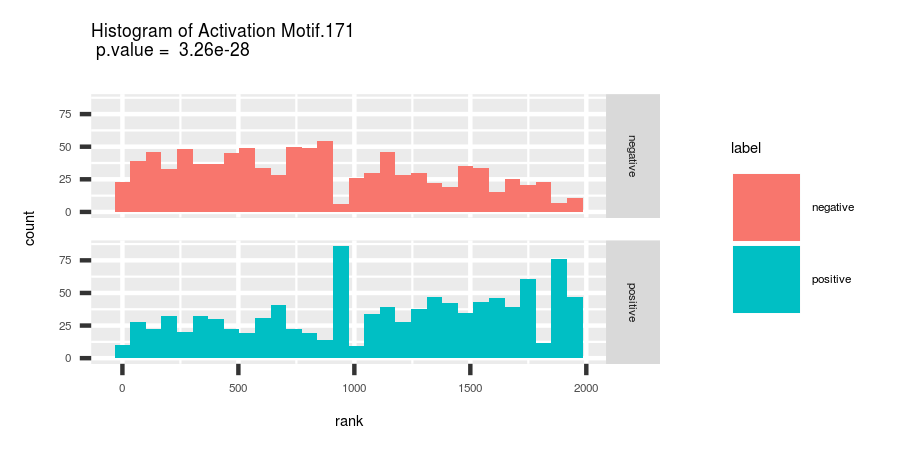 Histogram of Activation Motif.171
p.value = 3.26e-28
count
75
50
25
0
negative
75
50
25
0
positive
0 500 1000 1500 2000
rank
label
negative
positive